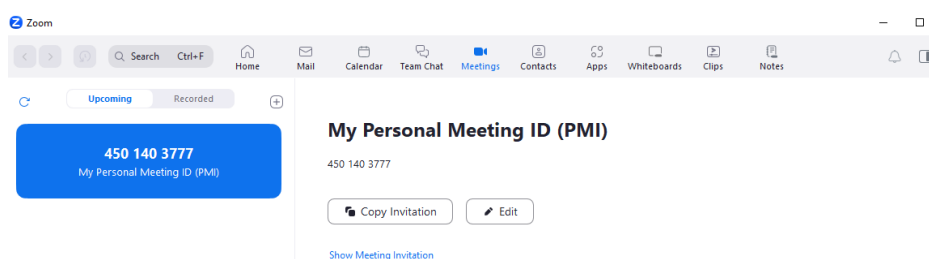 Zoom
Search Ctrl+F
Home
Mail
Calendar
Team Chat
Meetings
Contacts
Apps
Whiteboards
Clips
Notes
Upcoming Recorded
450 140 3777
My Personal Meeting ID (PMI)
My Personal Meeting ID (PMI)
450 140 3777
Copy Invitation
Edit
Show Meeting Invitation